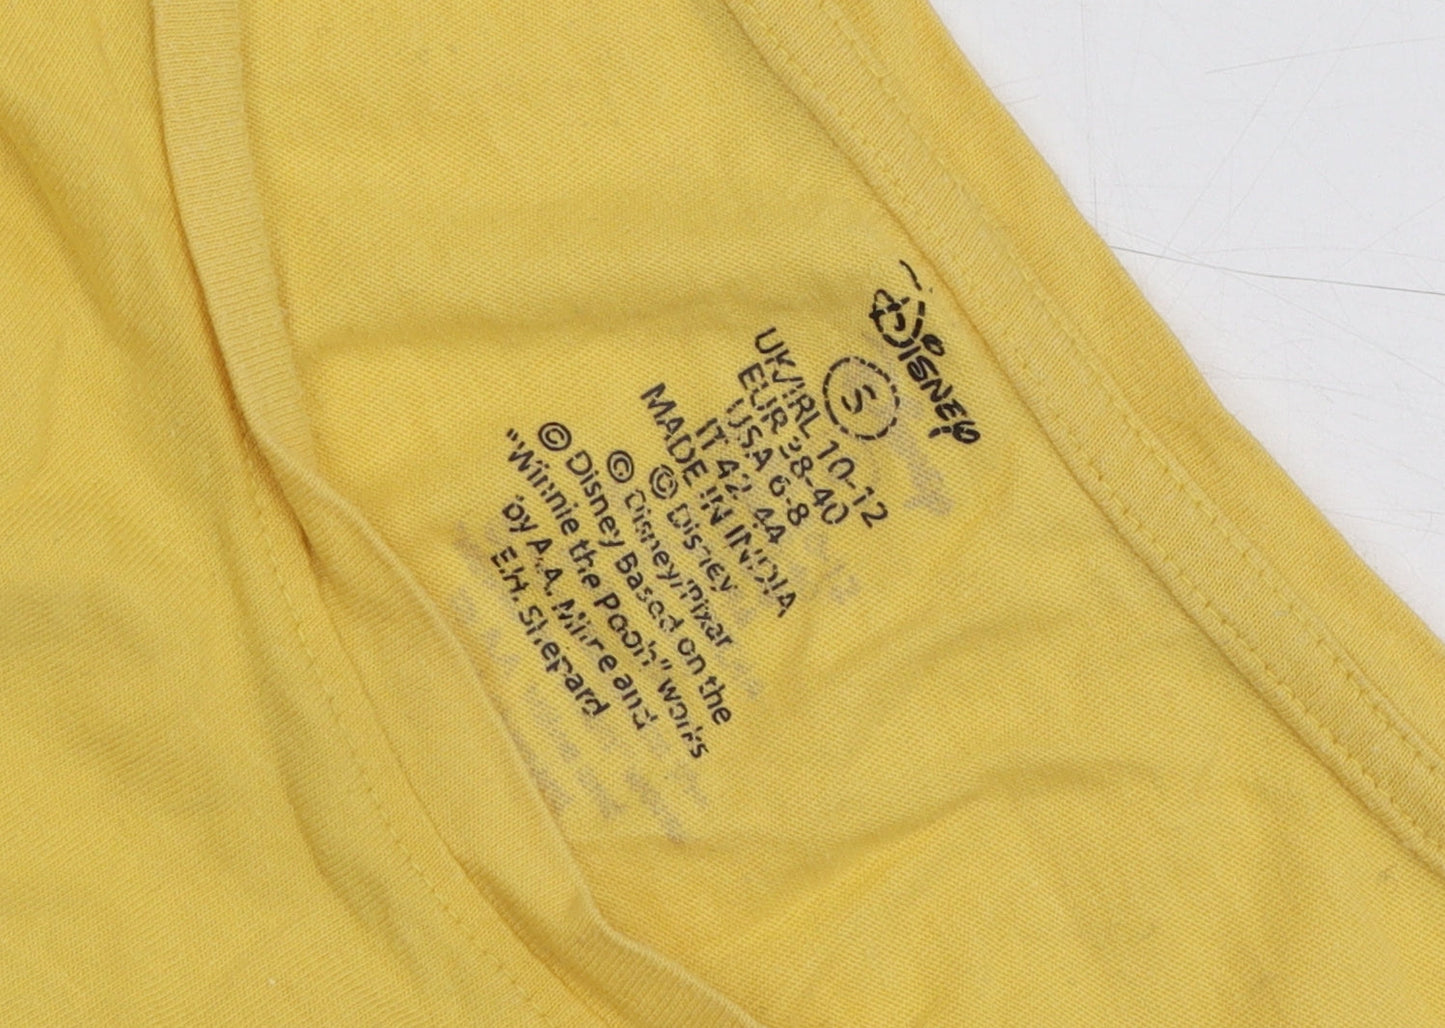 Disney
S
UK/IRL 10-12
EUR 38-40
USA 6-8
IT 42-44
MADE IN INDIA
© Disney
© Disney/Pixar
© Disney Based on the
"Winnie the Pooh" works
by A.A. Milne and
E.H. Shepard